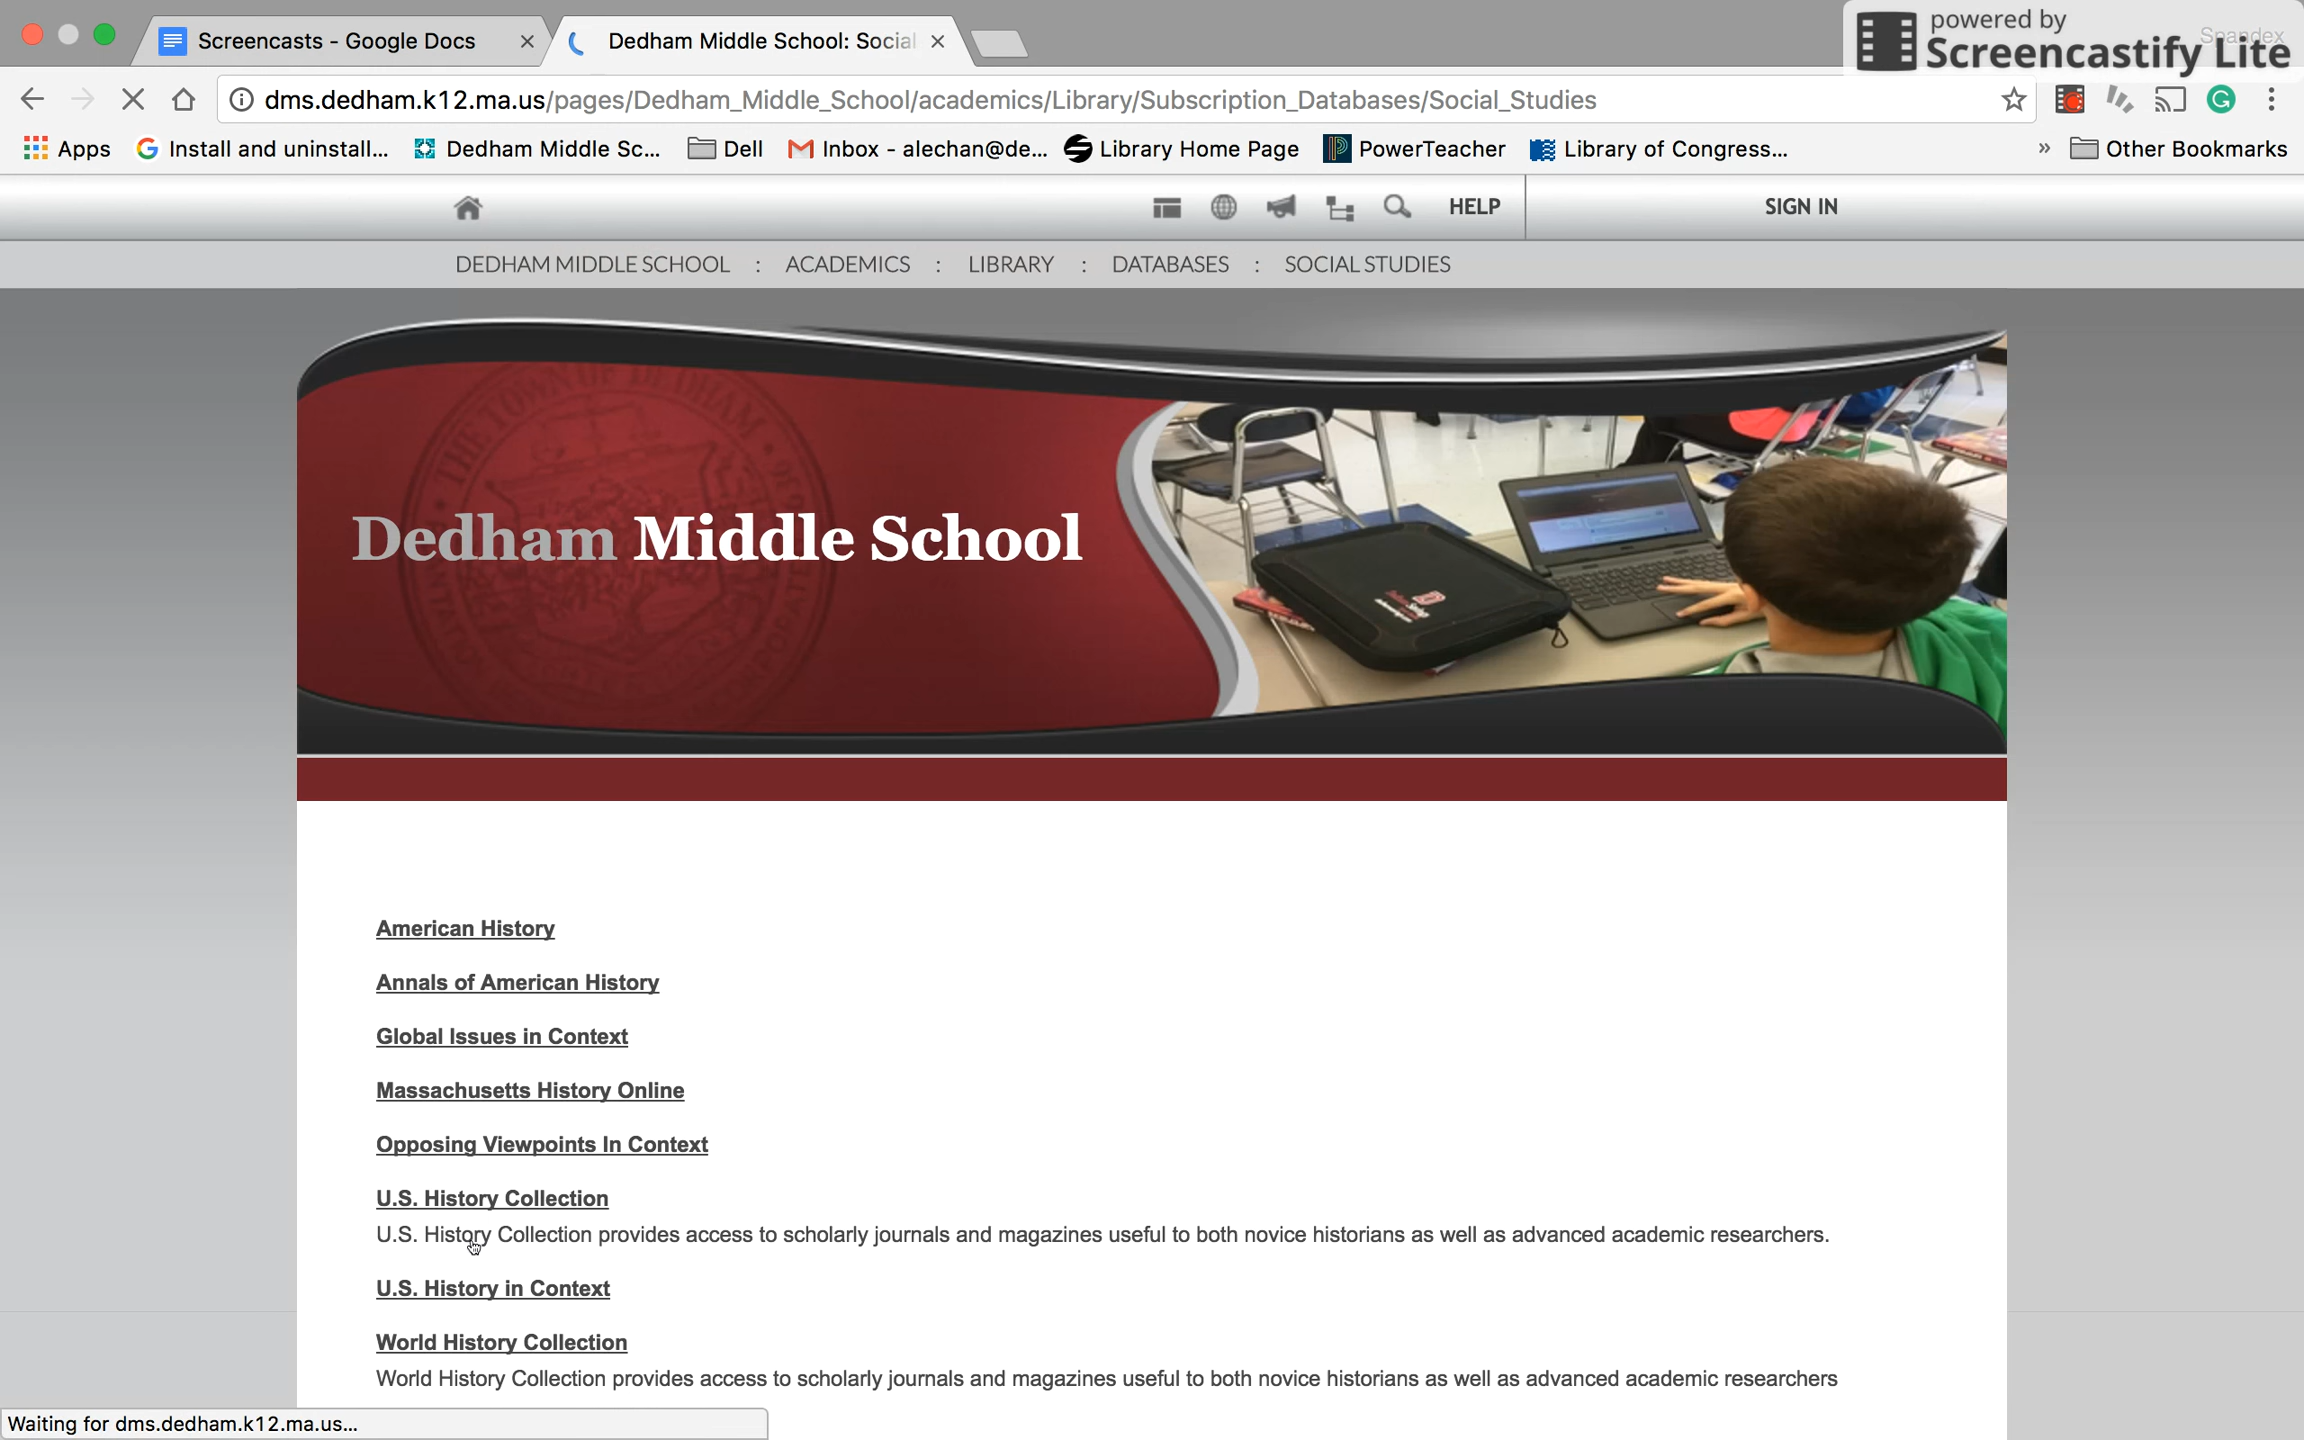 Screencasts - Google Docs
Dedham Middle School: Social
Spandex
powered by
Screencastify Lite
dms.dedham.k12.ma.us/pages/Dedham_Middle_School/academics/Library/Subscription_Databases/Social_Studies
Apps
Install and uninstall...
Dedham Middle Sc...
Dell
Inbox - alechan@de...
Library Home Page
PowerTeacher
Library of Congress...
»
Other Bookmarks
HELP
SIGN IN
DEDHAM MIDDLE SCHOOL : ACADEMICS : LIBRARY : DATABASES : SOCIAL STUDIES
THE TOWN OF DEDHAM
Dedham Middle School
American History
Annals of American History
Global Issues in Context
Massachusetts History Online
Opposing Viewpoints In Context
U.S. History Collection
U.S. History Collection provides access to scholarly journals and magazines useful to both novice historians as well as advanced academic researchers.
U.S. History in Context
World History Collection
World History Collection provides access to scholarly journals and magazines useful to both novice historians as well as advanced academic researchers
Waiting for dms.dedham.k12.ma.us...